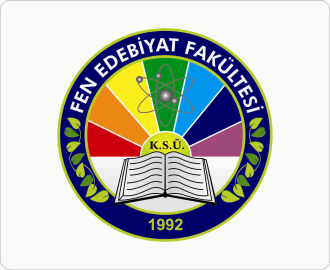 FEN EDEBİYAT FAKÜLTESİ
K.S.Ü.
1992